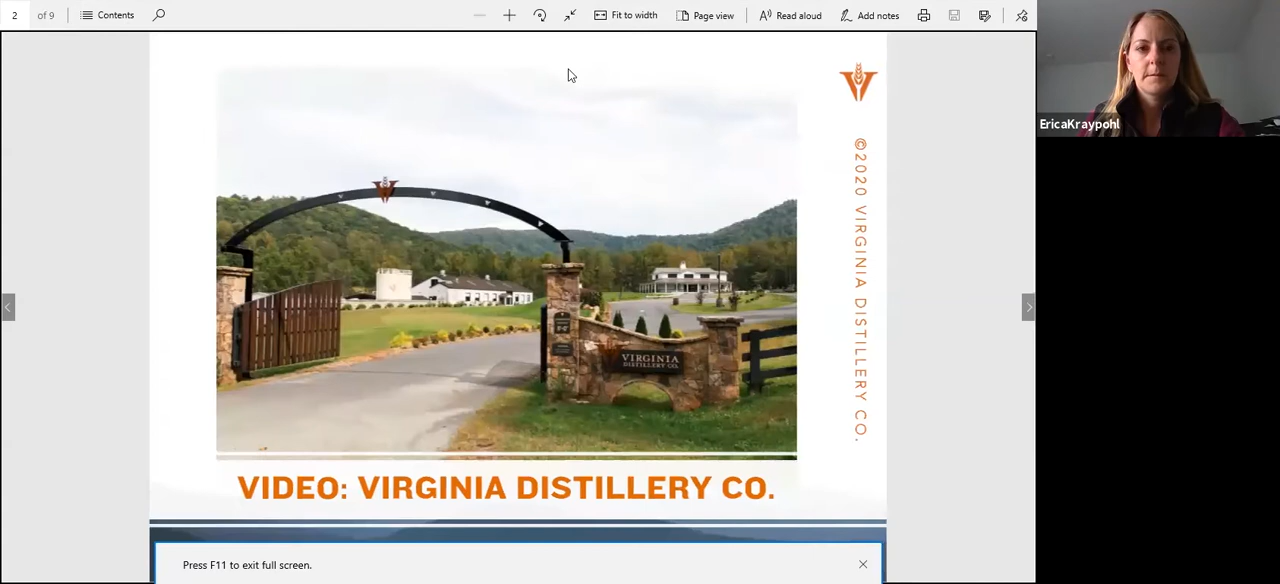 2 of 9 Contents Fit to width Page view Read aloud Add notes
EricaKraypohl
©2020 VIRGINIA DISTILLERY CO.
VIRGINIA
DISTILLERY CO.
VIDEO: VIRGINIA DISTILLERY CO.
Press F11 to exit full screen.